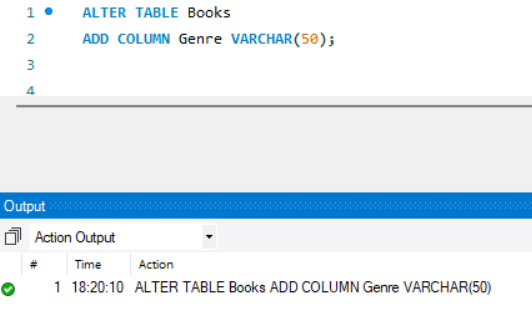 1 ALTER TABLE Books
2 ADD COLUMN Genre VARCHAR(50);
3
4
Output
Action Output
# Time Action
1 18:20:10 ALTER TABLE Books ADD COLUMN Genre VARCHAR(50)